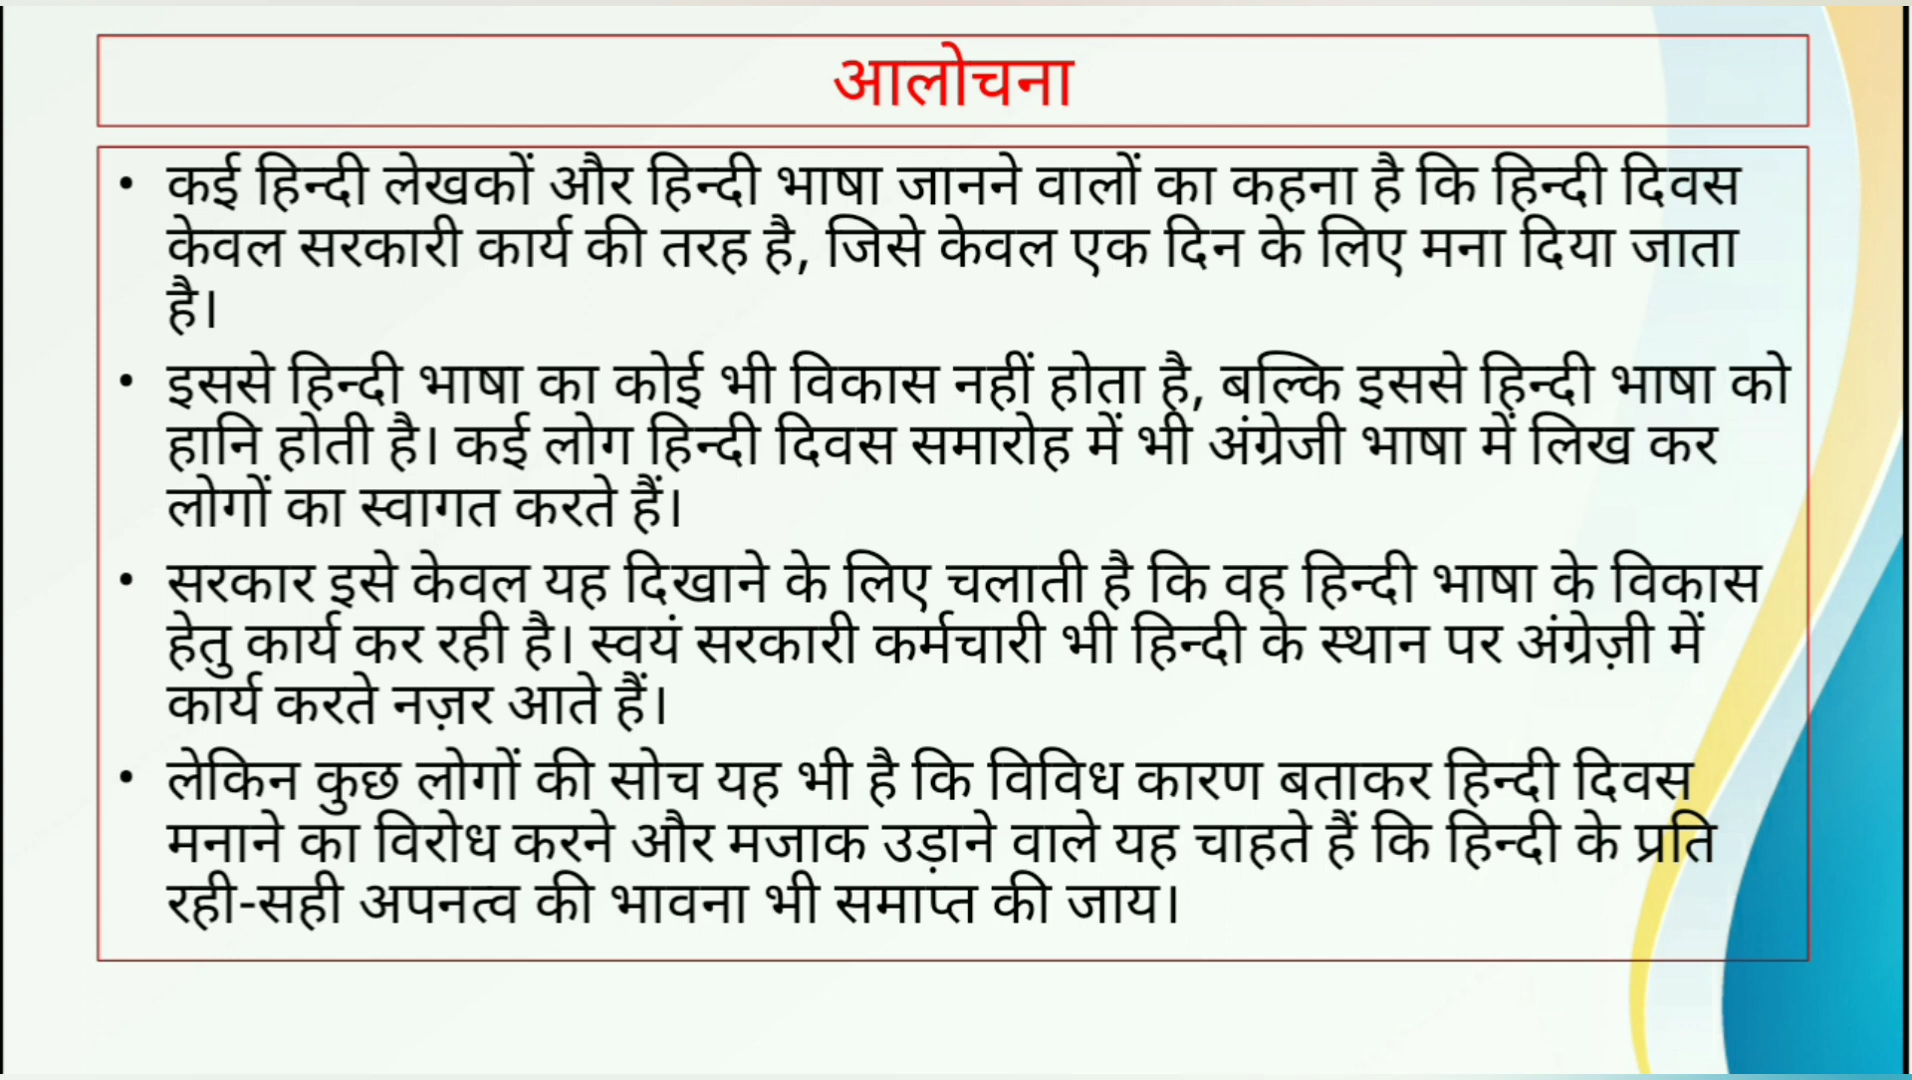 आलोचना
• कई हिन्दी लेखकों और हिन्दी भाषा जानने वालों का कहना है कि हिन्दी दिवस
केवल सरकारी कार्य की तरह है, जिसे केवल एक दिन के लिए मना दिया जाता
है।
• इससे हिन्दी भाषा का कोई भी विकास नहीं होता है, बल्कि इससे हिन्दी भाषा को
हानि होती है। कई लोग हिन्दी दिवस समारोह में भी अंग्रेजी भाषा में लिख कर
लोगों का स्वागत करते हैं।
• सरकार इसे केवल यह दिखाने के लिए चलाती है कि वह हिन्दी भाषा के विकास
हेतु कार्य कर रही है। स्वयं सरकारी कर्मचारी भी हिन्दी के स्थान पर अंग्रेज़ी में
कार्य करते नज़र आते हैं।
• लेकिन कुछ लोगों की सोच यह भी है कि विविध कारण बताकर हिन्दी दिवस
मनाने का विरोध करने और मजाक उड़ाने वाले यह चाहते हैं कि हिन्दी के प्रति
रही-सही अपनत्व की भावना भी समाप्त की जाय।